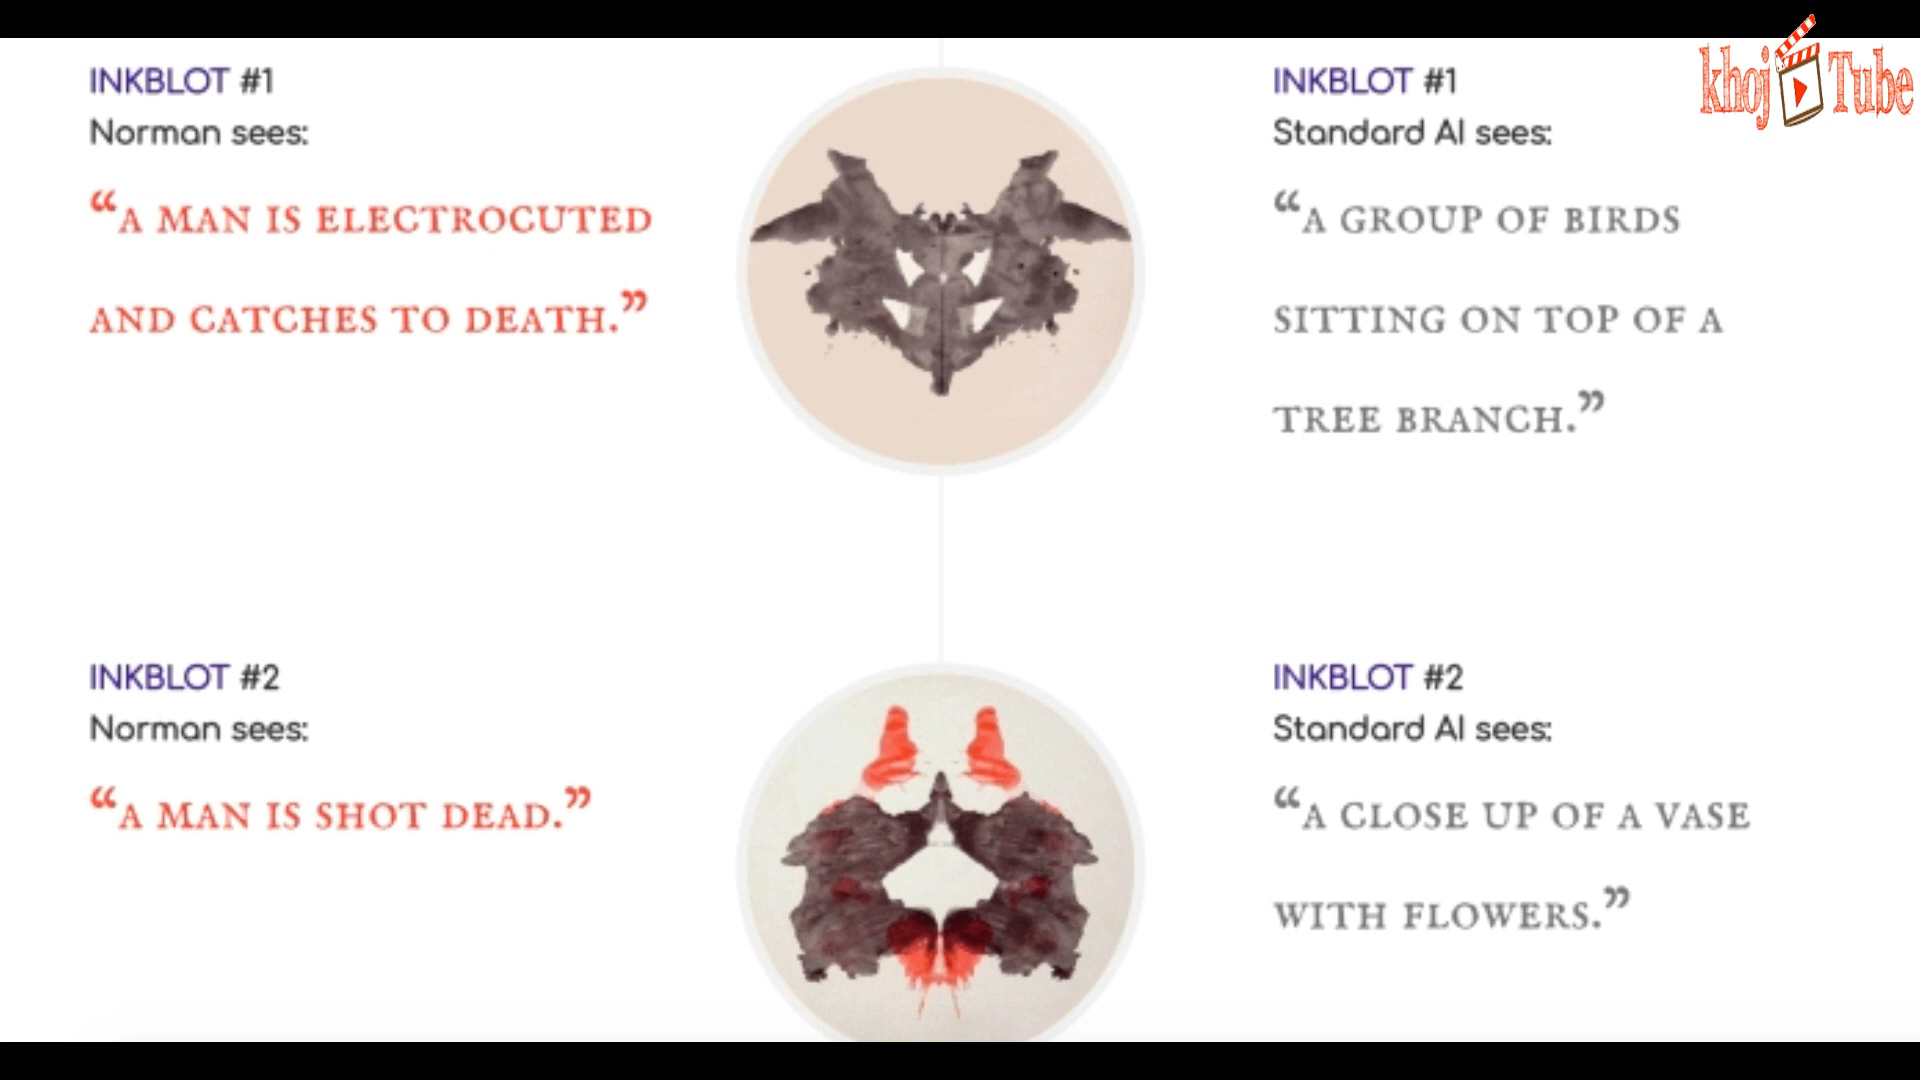 INKBLOT #1
Norman sees:
“A MAN IS ELECTROCUTED
AND CATCHES TO DEATH.”
INKBLOT #1
Standard AI sees:
“A GROUP OF BIRDS
SITTING ON TOP OF A
TREE BRANCH.”
khoj Tube
INKBLOT #2
Norman sees:
“A MAN IS SHOT DEAD.”
INKBLOT #2
Standard AI sees:
“A CLOSE UP OF A VASE
WITH FLOWERS.”